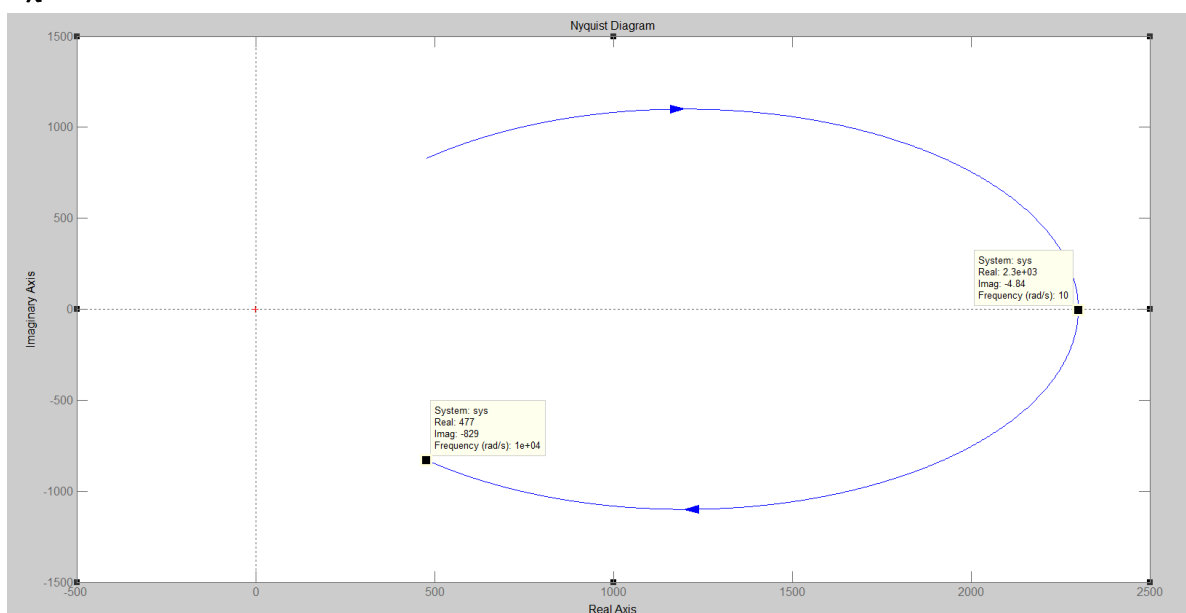 Nyquist Diagram
1500
1000
500
0
-500
-1000
-1500
Imaginary Axis
System: sys
Real: 2.3e+03
Imag: -4.84
Frequency (rad/s): 10
System: sys
Real: 477
Imag: -829
Frequency (rad/s): 1e+04
-500
0
500
1000
1500
2000
2500
Real Axis